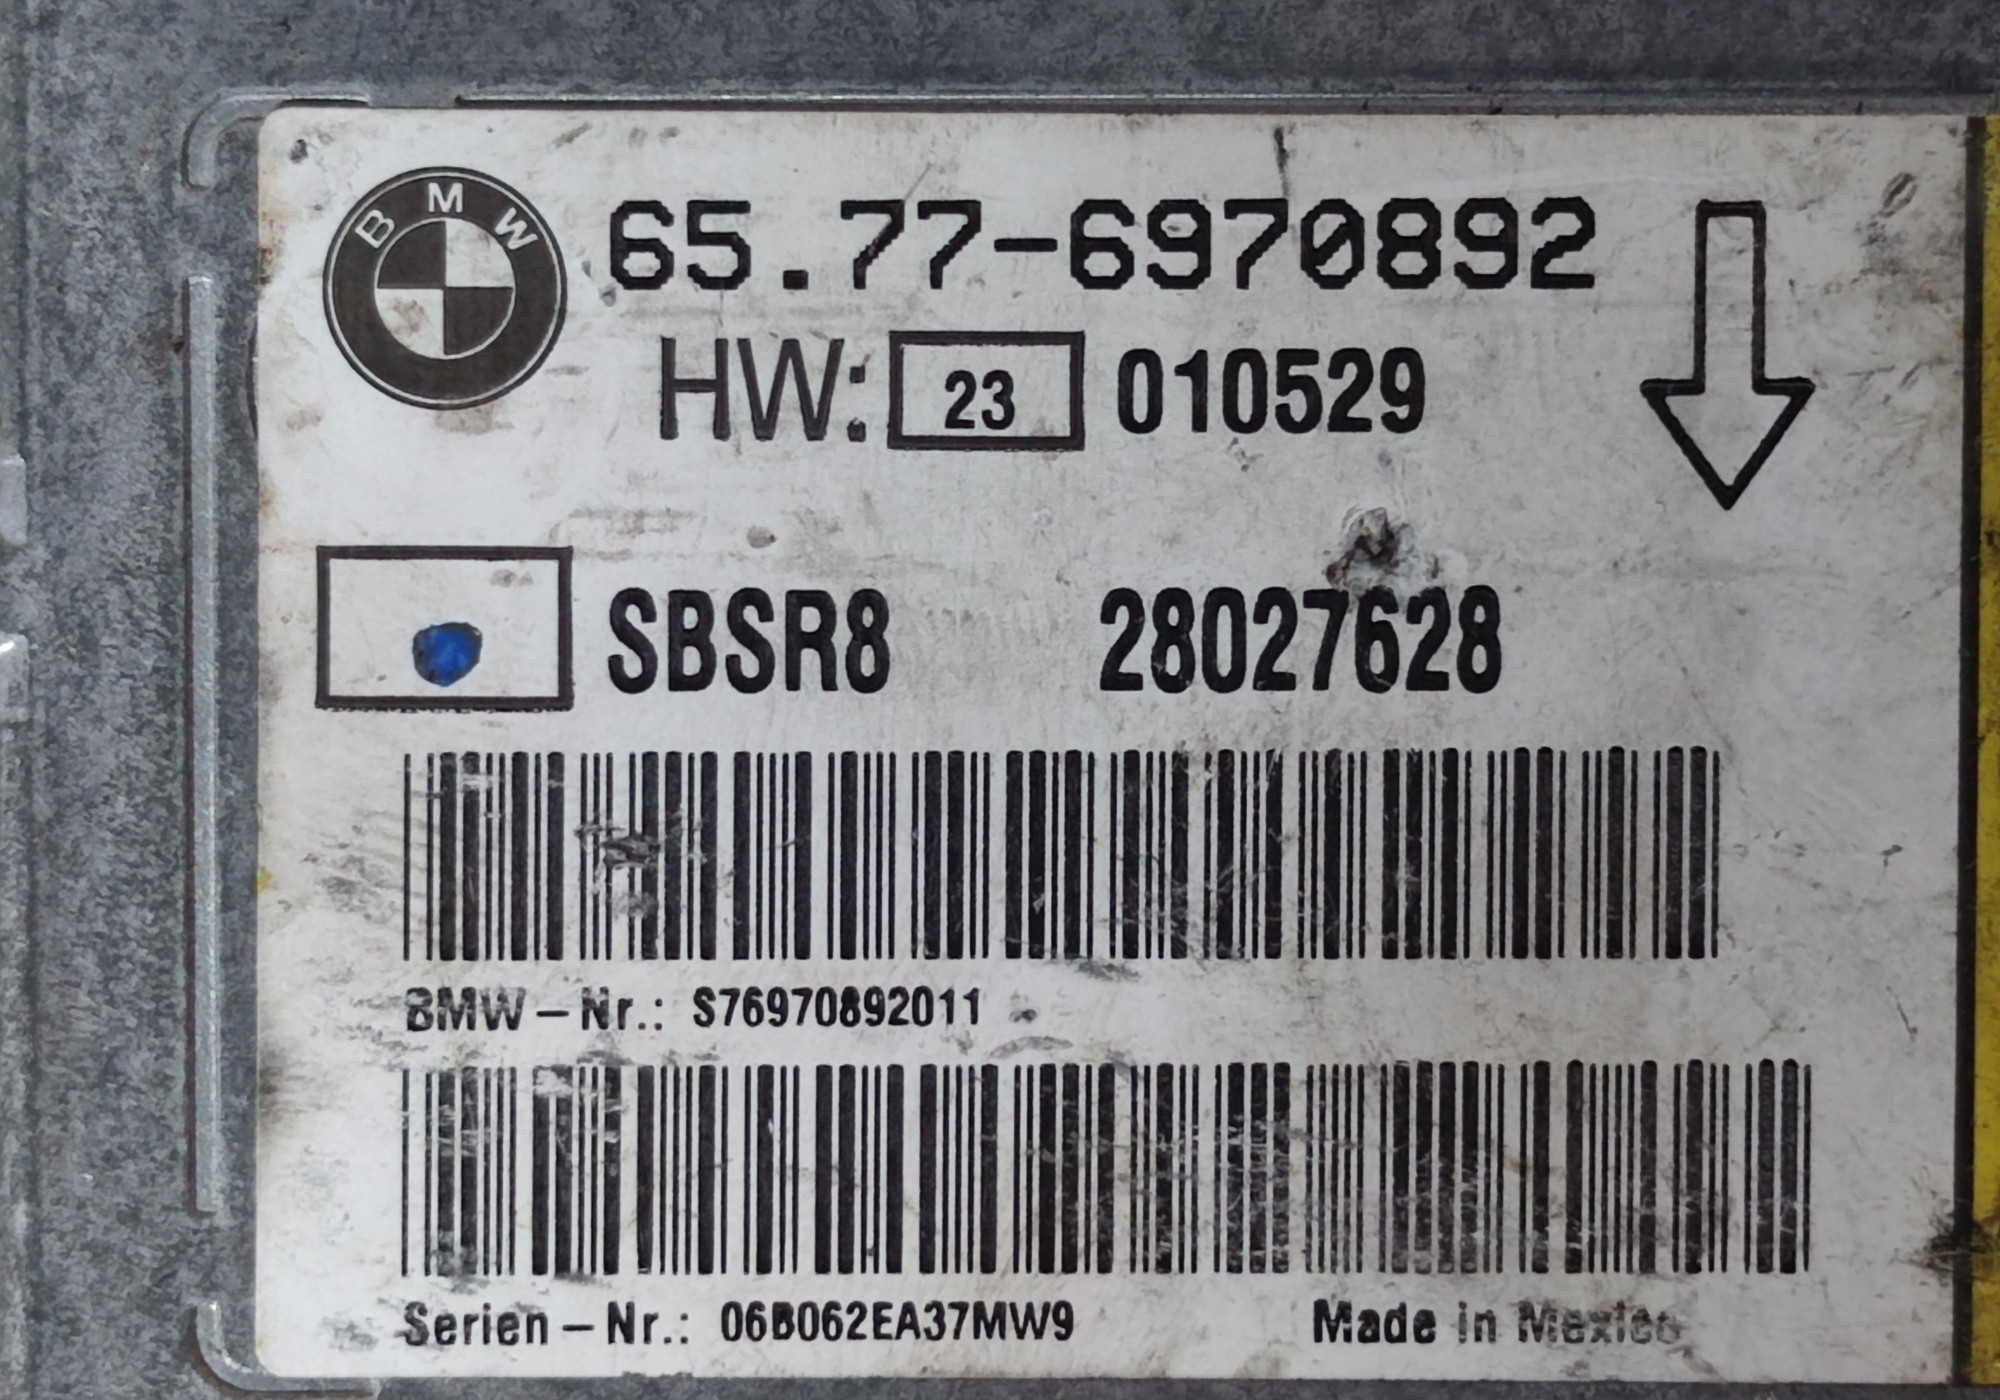 BMW
65.77-6970892
HW: 23 010529
SBSR8 28027628
BMW-Nr.: S76970892011
Serien-Nr.: 06B062EA37MW9 Made in Mexico